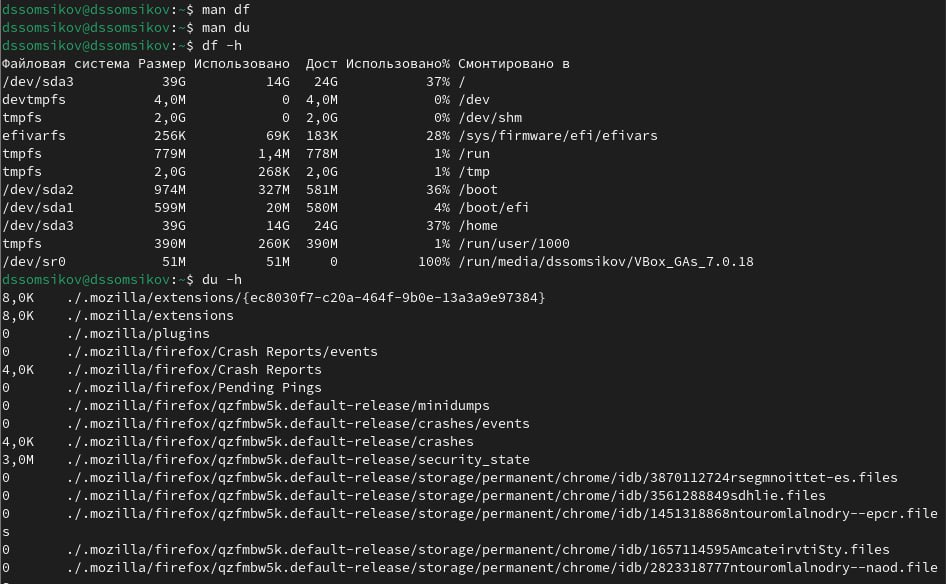 dssomsikov@dssomsikov:~$ man df
dssomsikov@dssomsikov:~$ man du
dssomsikov@dssomsikov:~$ df -h
Файловая система Размер Использовано  Дост Использовано% Смонтировано в
/dev/sda3           39G          14G   24G           37% /
devtmpfs           4,0M            0  4,0M            0% /dev
tmpfs              2,0G            0  2,0G            0% /dev/shm
efivarfs           256K          69K  183K           28% /sys/firmware/efi/efivars
tmpfs              779M         1,4M  778M            1% /run
tmpfs              2,0G         268K  2,0G            1% /tmp
/dev/sda2          974M         327M  581M           36% /boot
/dev/sda1          599M          20M  580M            4% /boot/efi
/dev/sda3           39G          14G   24G           37% /home
tmpfs              390M         260K  390M            1% /run/user/1000
/dev/sr0            51M          51M     0          100% /run/media/dssomsikov/VBox_GAs_7.0.18
dssomsikov@dssomsikov:~$ du -h
8,0K    ./.mozilla/extensions/{ec8030f7-c20a-464f-9b0e-13a3a9e97384}
8,0K    ./.mozilla/extensions
0       ./.mozilla/plugins
0       ./.mozilla/firefox/Crash Reports/events
4,0K    ./.mozilla/firefox/Crash Reports
0       ./.mozilla/firefox/Pending Pings
0       ./.mozilla/firefox/qzfmbw5k.default-release/minidumps
0       ./.mozilla/firefox/qzfmbw5k.default-release/crashes/events
4,0K    ./.mozilla/firefox/qzfmbw5k.default-release/crashes
3,0M    ./.mozilla/firefox/qzfmbw5k.default-release/security_state
0       ./.mozilla/firefox/qzfmbw5k.default-release/storage/permanent/chrome/idb/3870112724rsegmnoittet-es.files
0       ./.mozilla/firefox/qzfmbw5k.default-release/storage/permanent/chrome/idb/3561288849sdhlie.files
0       ./.mozilla/firefox/qzfmbw5k.default-release/storage/permanent/chrome/idb/1451318868ntouromlalnodry--epcr.file
s
0       ./.mozilla/firefox/qzfmbw5k.default-release/storage/permanent/chrome/idb/1657114595AmcateirvtiSty.files
0       ./.mozilla/firefox/qzfmbw5k.default-release/storage/permanent/chrome/idb/2823318777ntouromlalnodry--naod.file